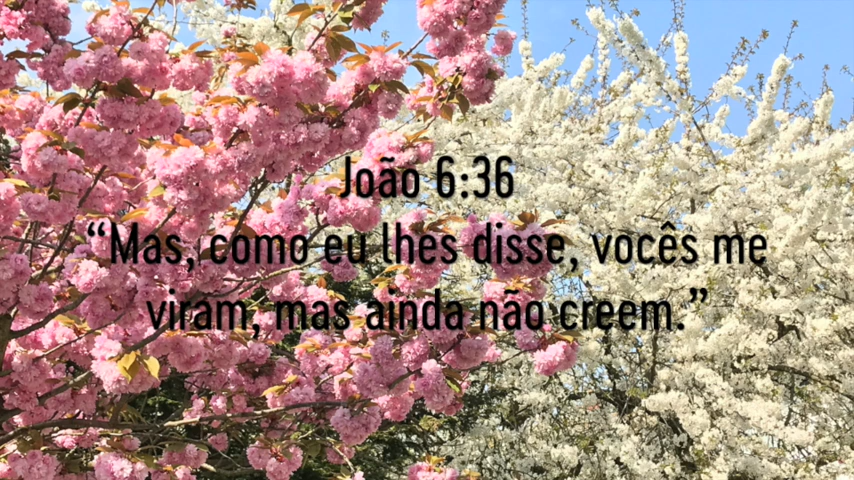 João 6:36
“Mas, como eu lhes disse, vocês me
viram, mas ainda não creem.”